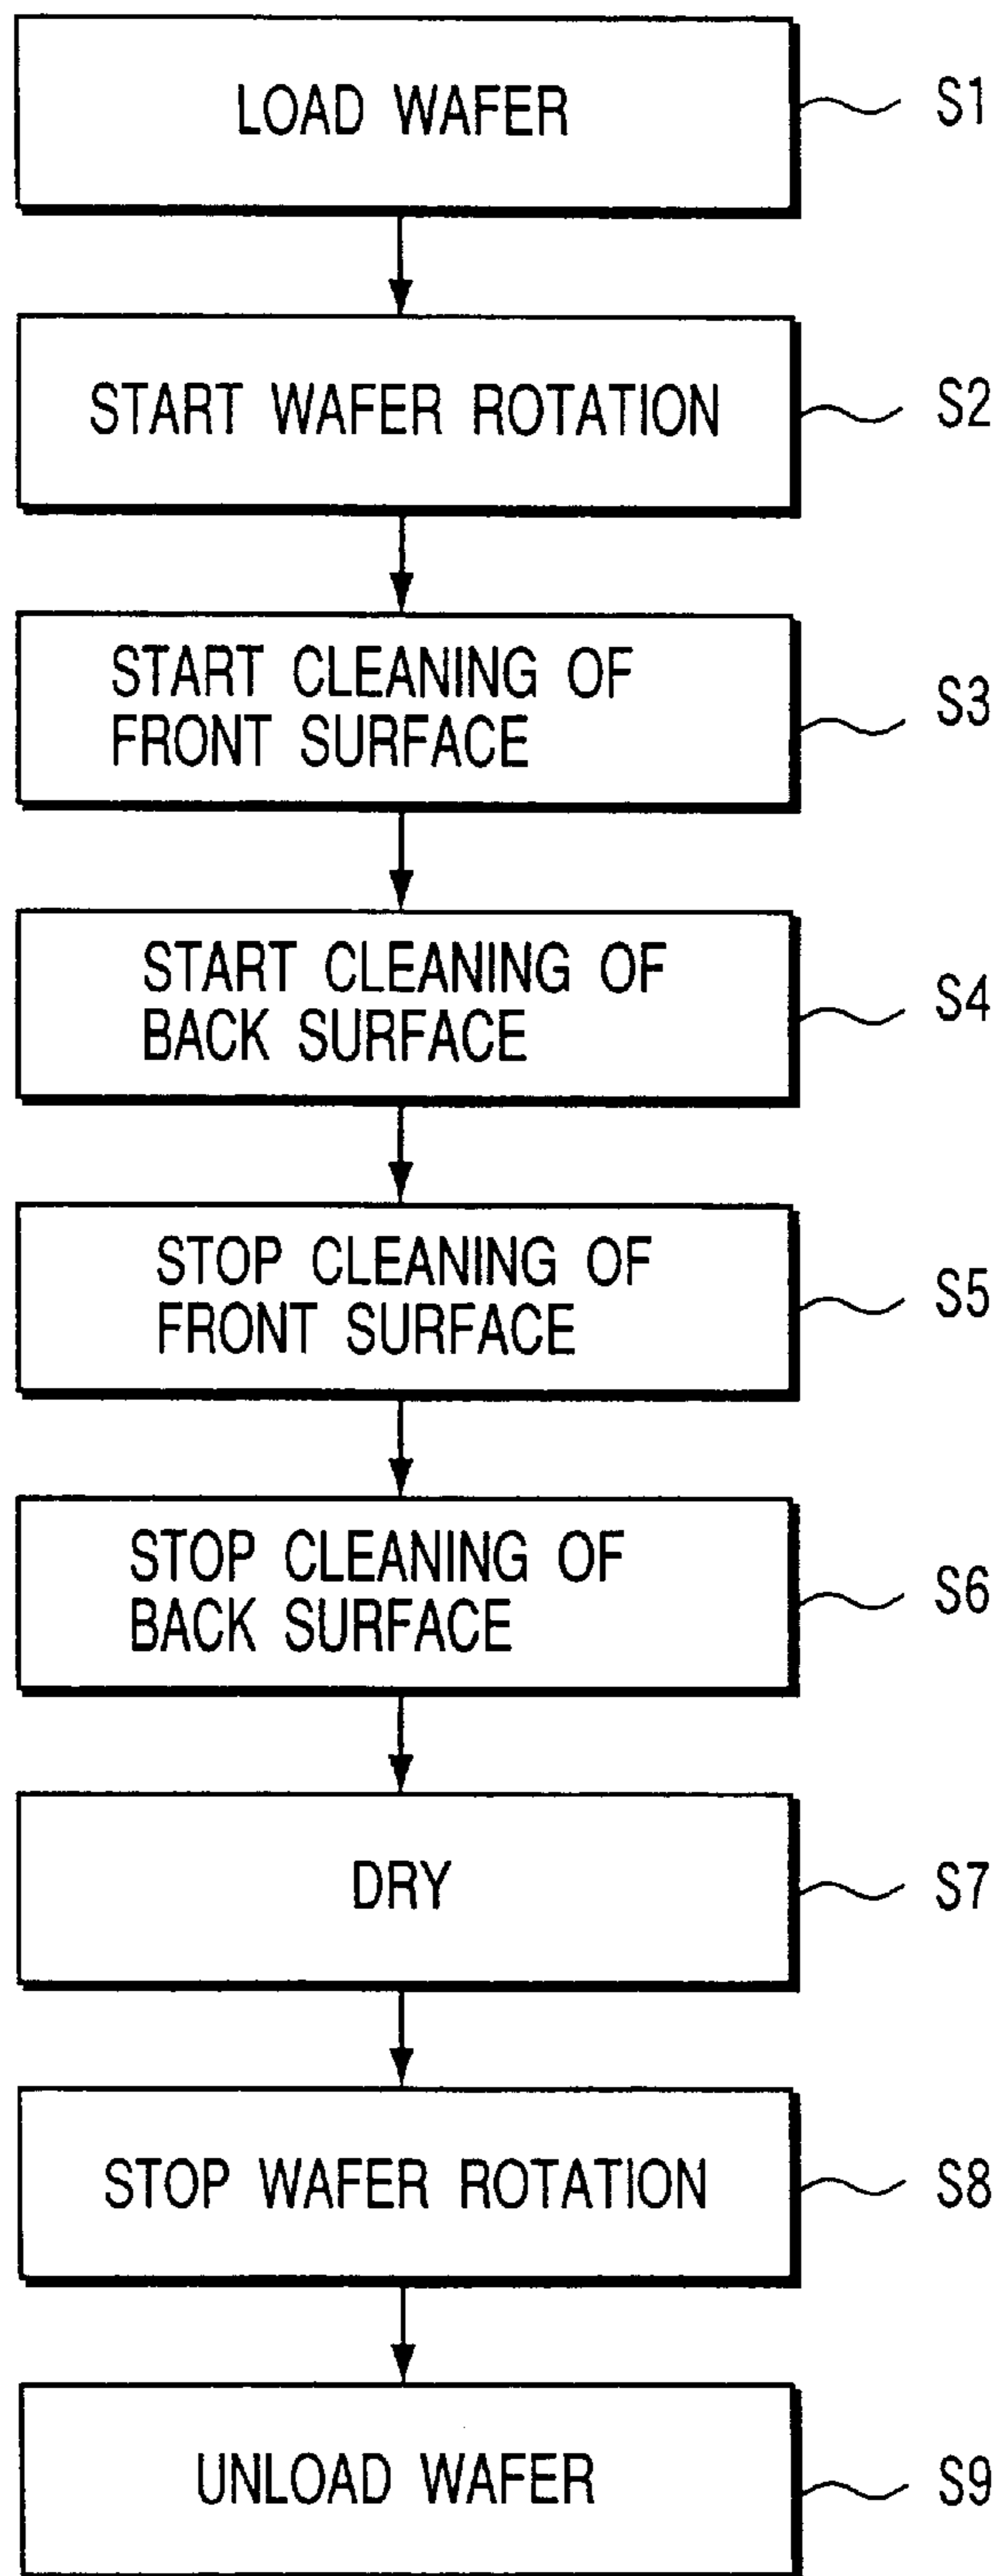 LOAD WAFER
S1
START WAFER ROTATION
S2
START CLEANING OF
FRONT SURFACE
S3
START CLEANING OF
BACK SURFACE
S4
STOP CLEANING OF
FRONT SURFACE
S5
STOP CLEANING OF
BACK SURFACE
S6
DRY
S7
STOP WAFER ROTATION
S8
UNLOAD WAFER
S9